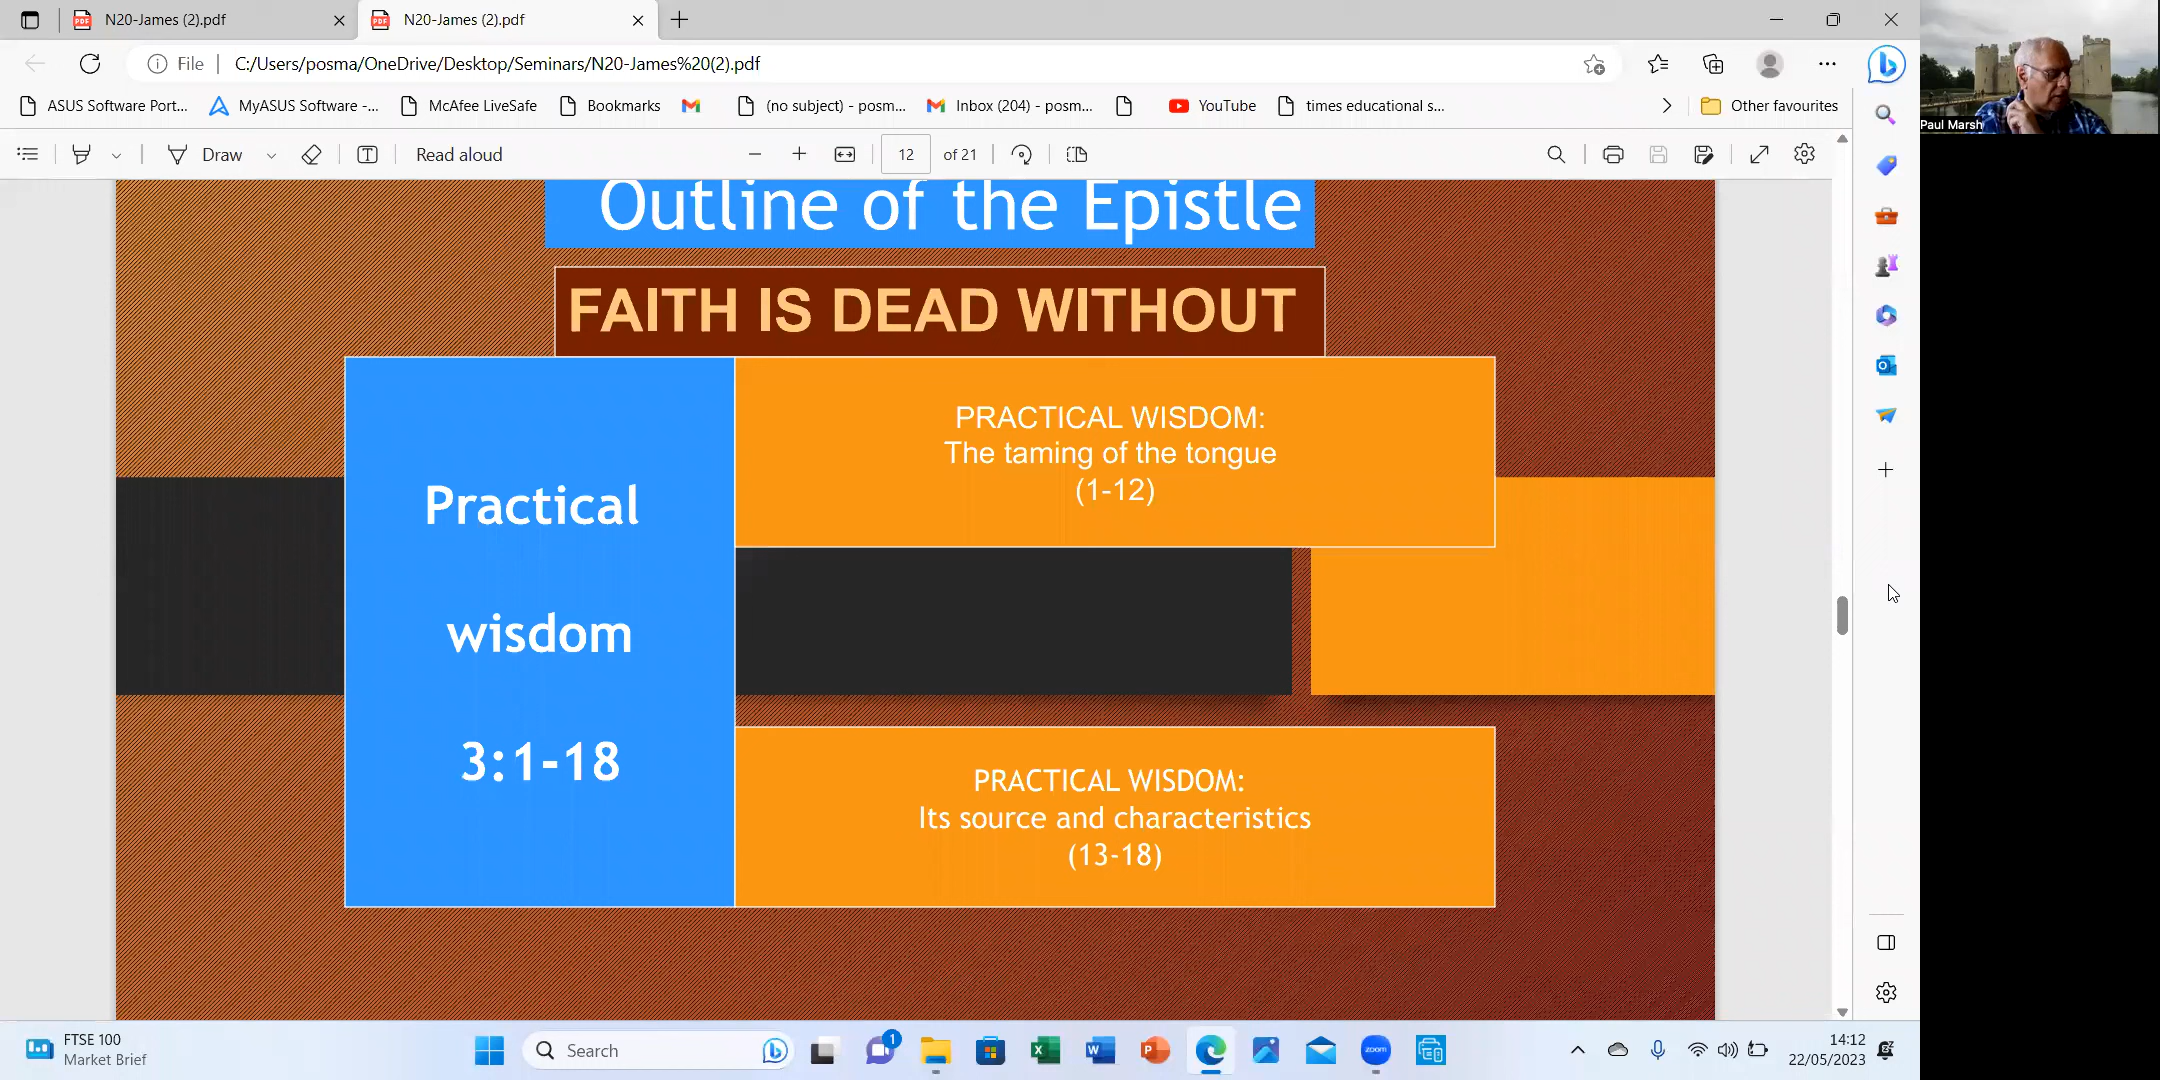 N20-James (2).pdf
N20-James (2).pdf
File
C:/Users/posma/OneDrive/Desktop/Seminars/N20-James%20(2).pdf
ASUS Software Port...
MyASUS Software -...
McAfee LiveSafe
Bookmarks
(no subject) - posm...
Inbox (204) - posm...
YouTube
times educational s...
Other favourites
Draw
Read aloud
12
of 21
Paul Marsh
Outline of the Epistle
FAITH IS DEAD WITHOUT
Practical
wisdom
3:1-18
PRACTICAL WISDOM:
The taming of the tongue
(1-12)
PRACTICAL WISDOM:
Its source and characteristics
(13-18)
FTSE 100
Market Brief
Search
1
zoom
14:12
22/05/2023